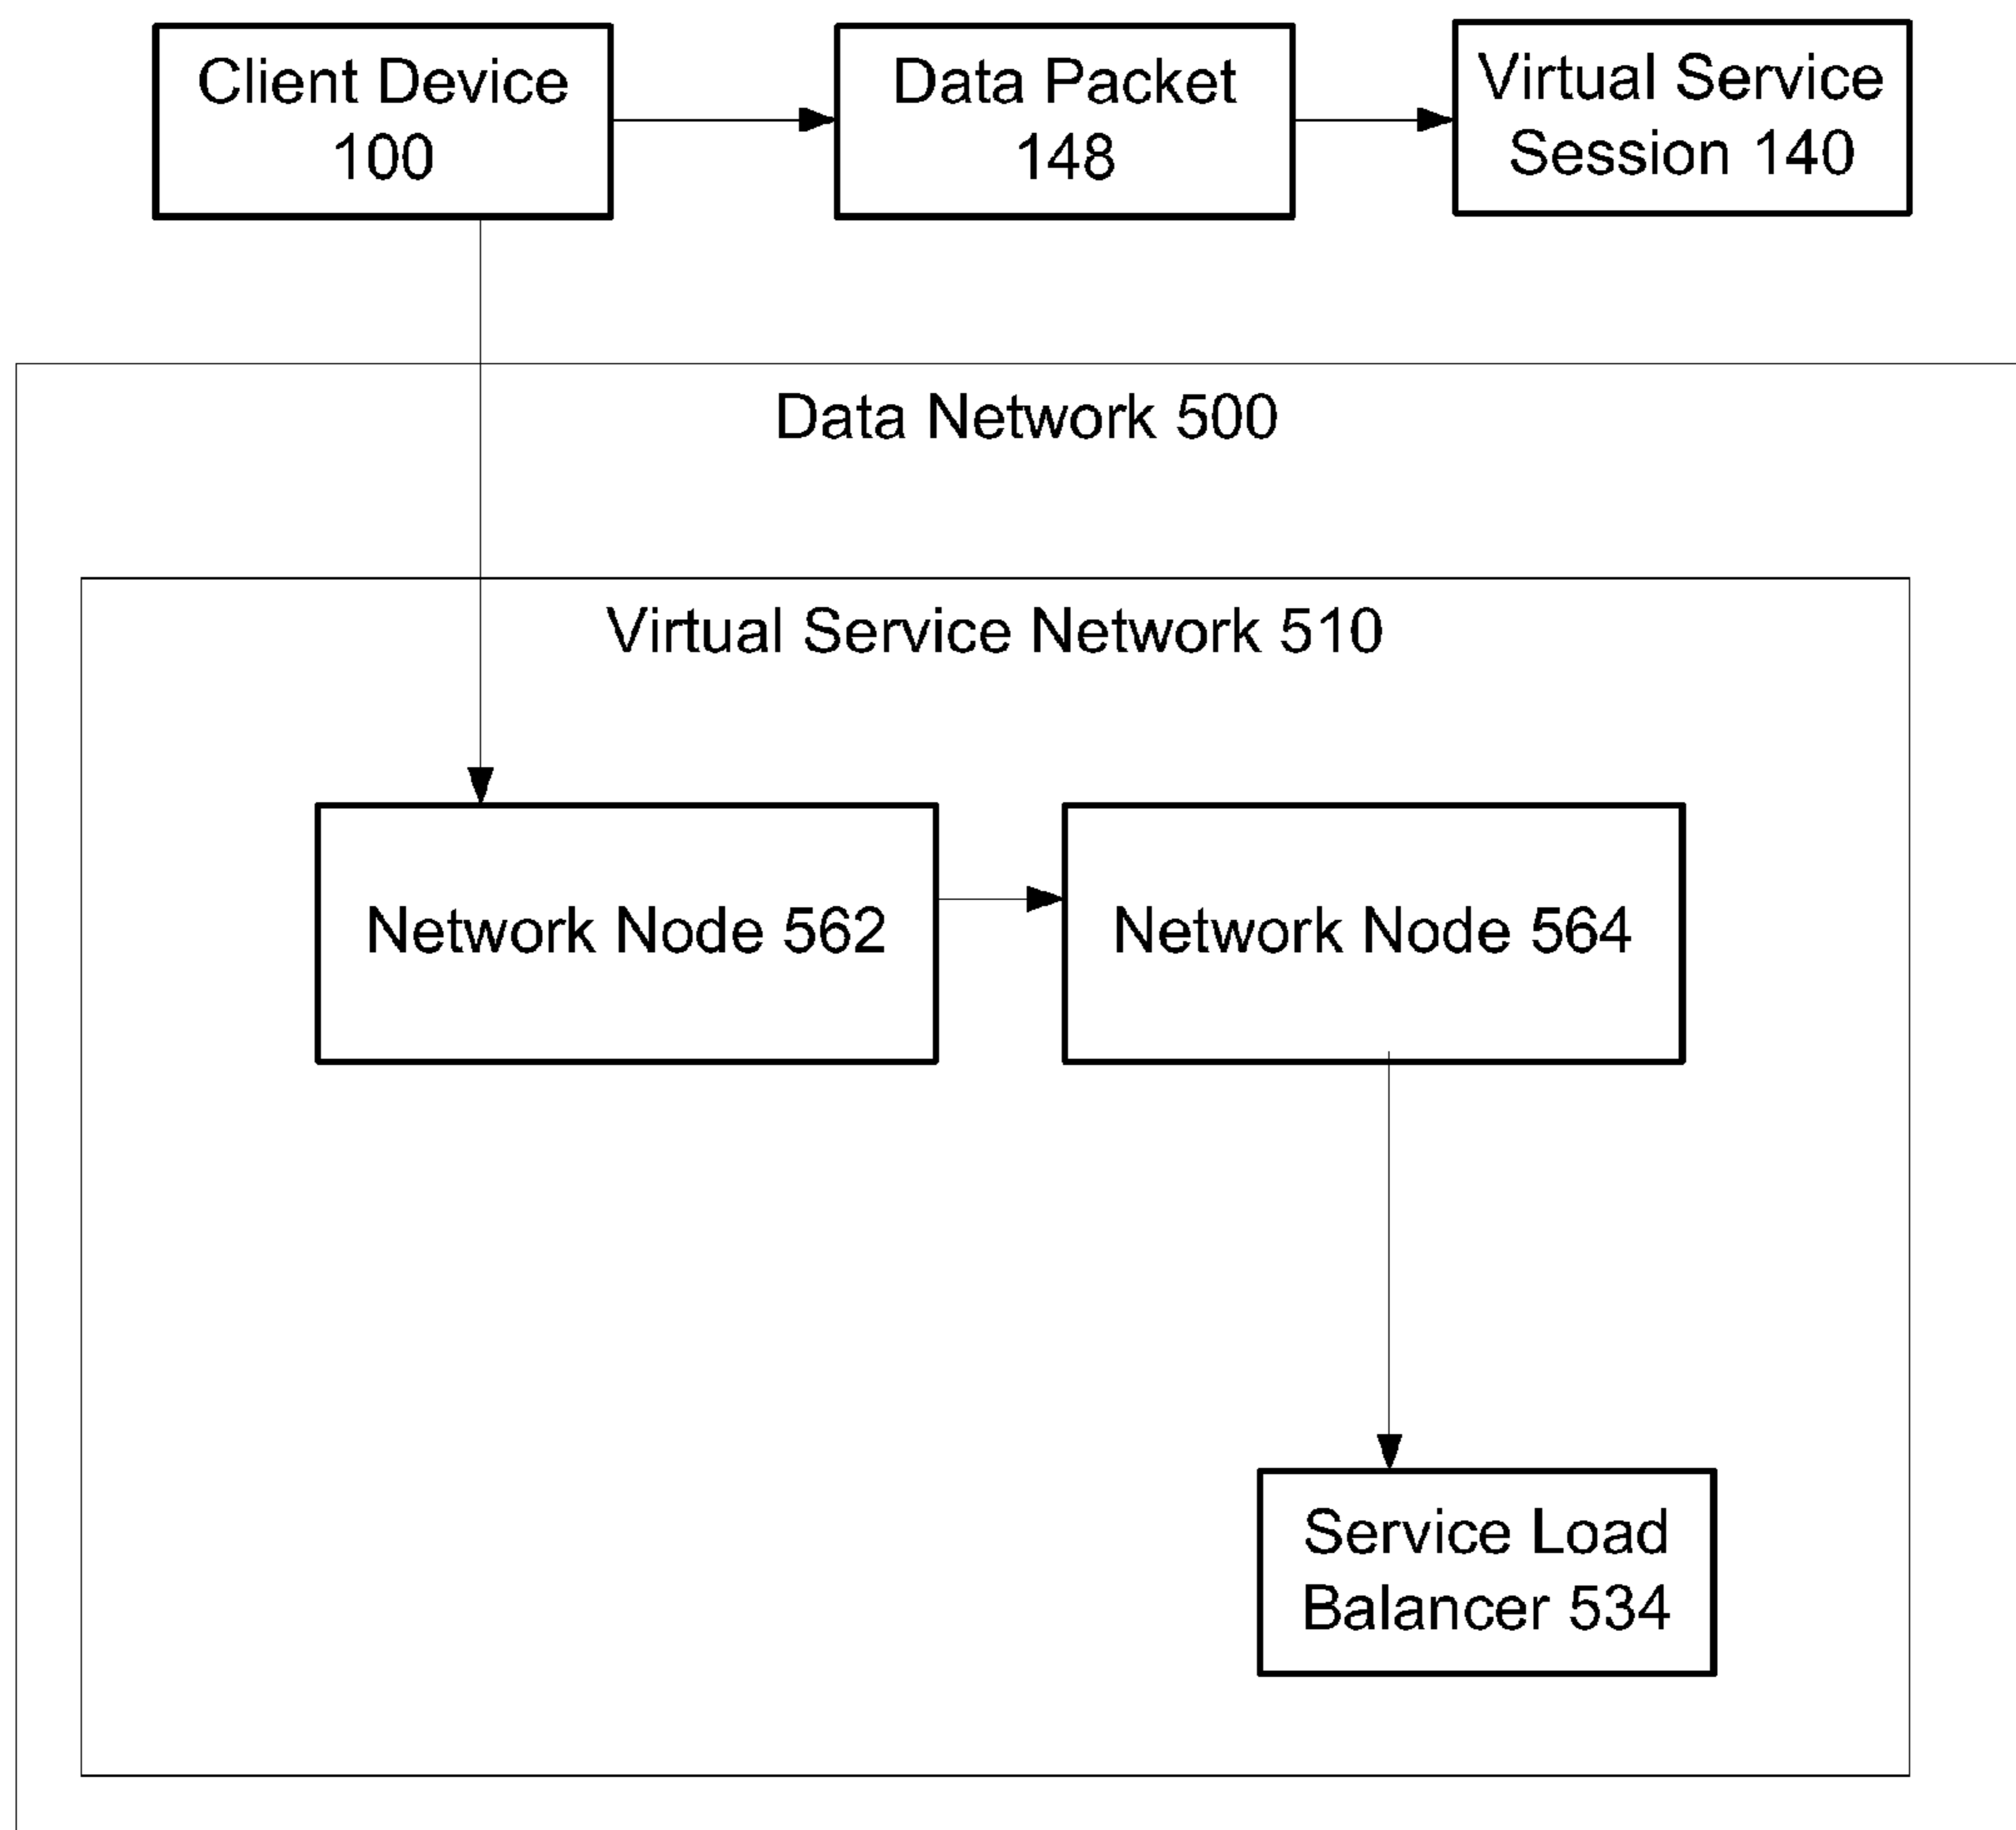 Client Device
100
Data Packet
148
Virtual Service
Session 140
Data Network 500
Virtual Service Network 510
Network Node 562
Network Node 564
Service Load
Balancer 534